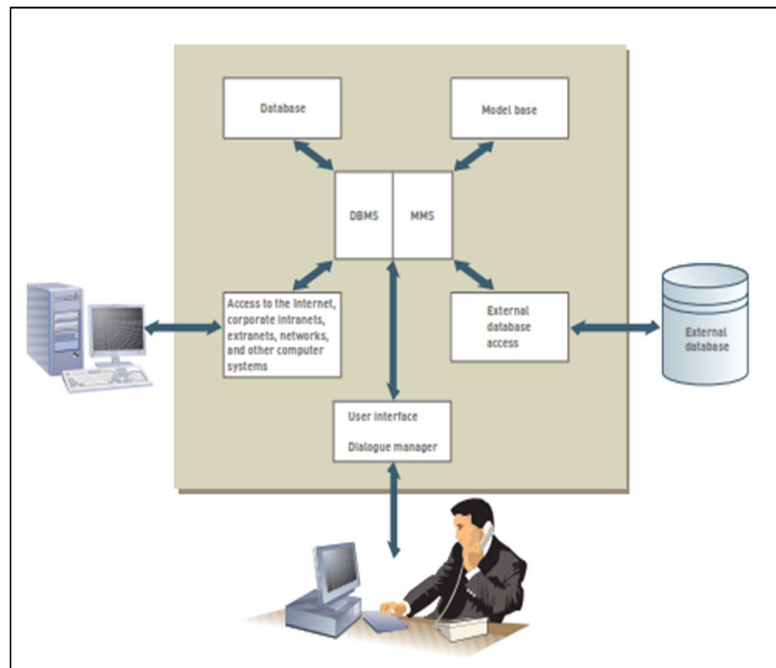 Database
Model base
DBMS
MMS
Access to the Internet,
corporate intranets,
extranets, networks,
and other computer
systems
External
database
access
External
database
User interface
Dialogue manager